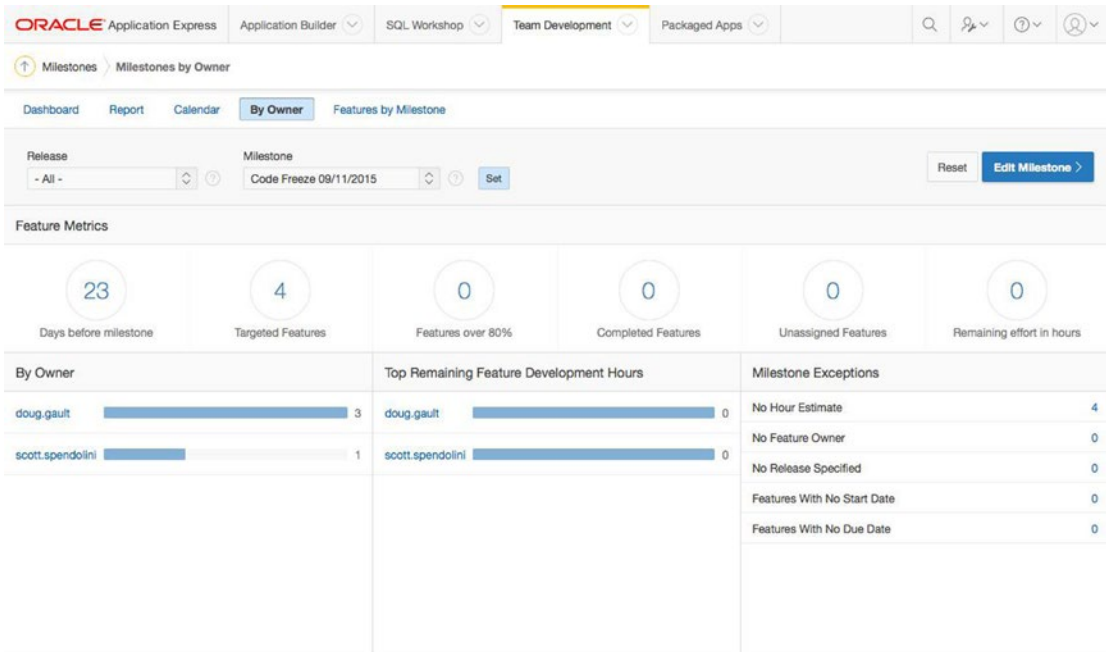 ORACLE Application Express Application Builder SQL Workshop Team Development Packaged Apps
Milestones Milestones by Owner
Dashboard Report Calendar By Owner Features by Milestone
Release Milestone
- All - Code Freeze 09/11/2015 Set Reset Edit Milestone >
Feature Metrics
23 4 0 0 0 0
Days before milestone Targeted Features Features over 80% Completed Features Unassigned Features Remaining effort in hours
By Owner
doug.gault 3
scott.spendolini 1
Top Remaining Feature Development Hours
doug.gault 0
scott.spendolini 0
Milestone Exceptions
No Hour Estimate 4
No Feature Owner 0
No Release Specified 0
Features With No Start Date 0
Features With No Due Date 0